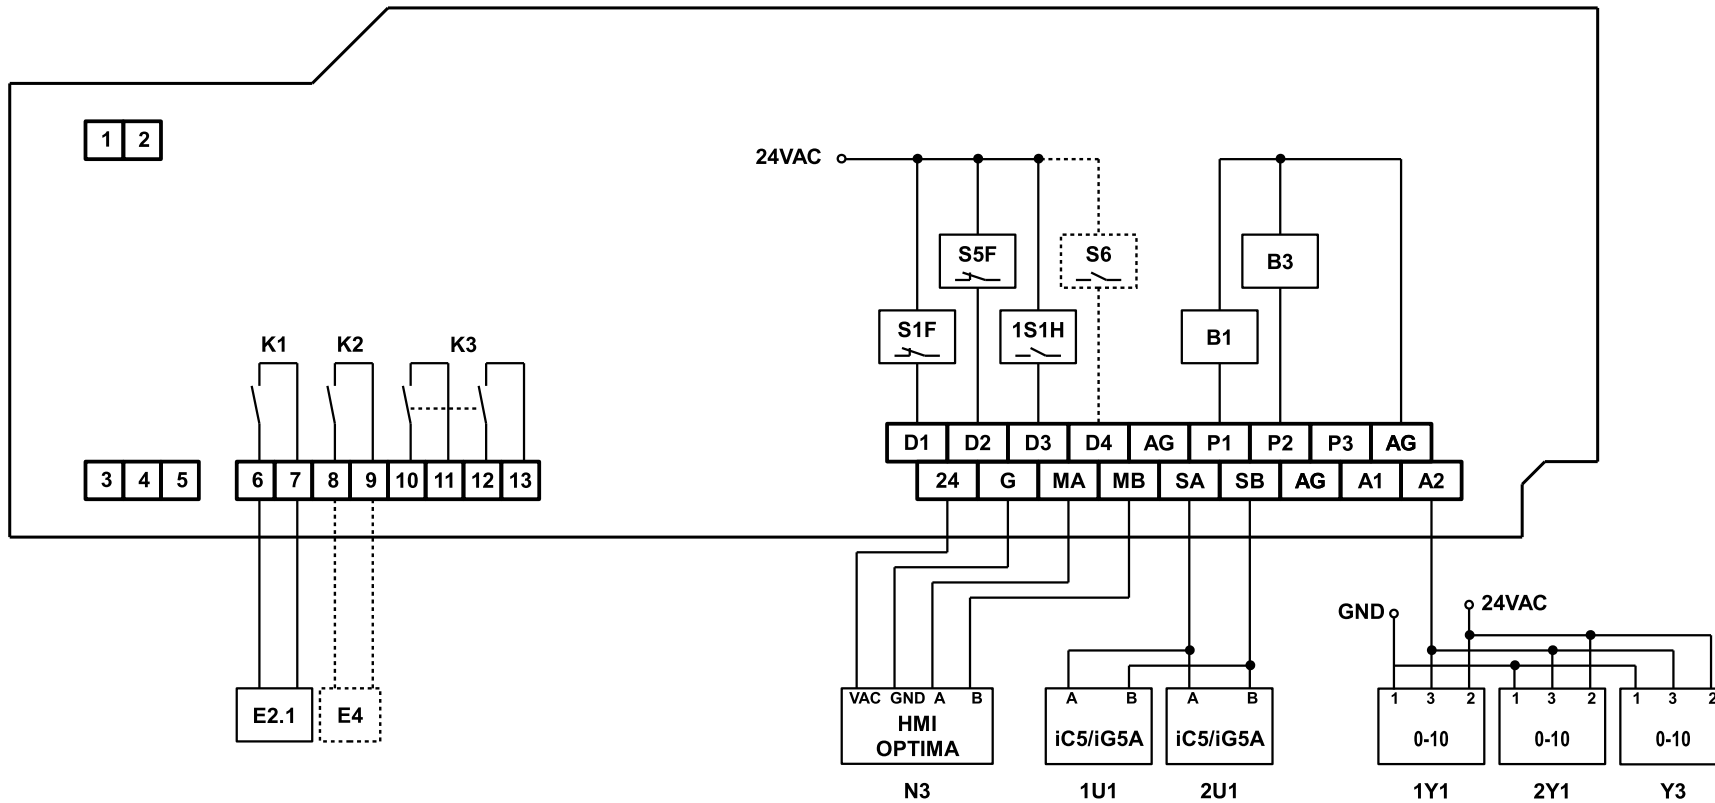 1 2
24VAC
S5F S6
B3
S1F 1S1H
B1
K1 K2 K3
D1 D2 D3 D4 AG P1 P2 P3 AG
3 4 5 6 7 8 9 10 11 12 13
24 G MA MB SA SB AG A1 A2
GND 24VAC
VAC GND A B
A B
A B
1 3 2
1 3 2
1 3 2
E2.1 E4
HMI
OPTIMA
iC5/iG5A iC5/iG5A
0-10 0-10 0-10
N3 1U1 2U1 1Y1 2Y1 Y3